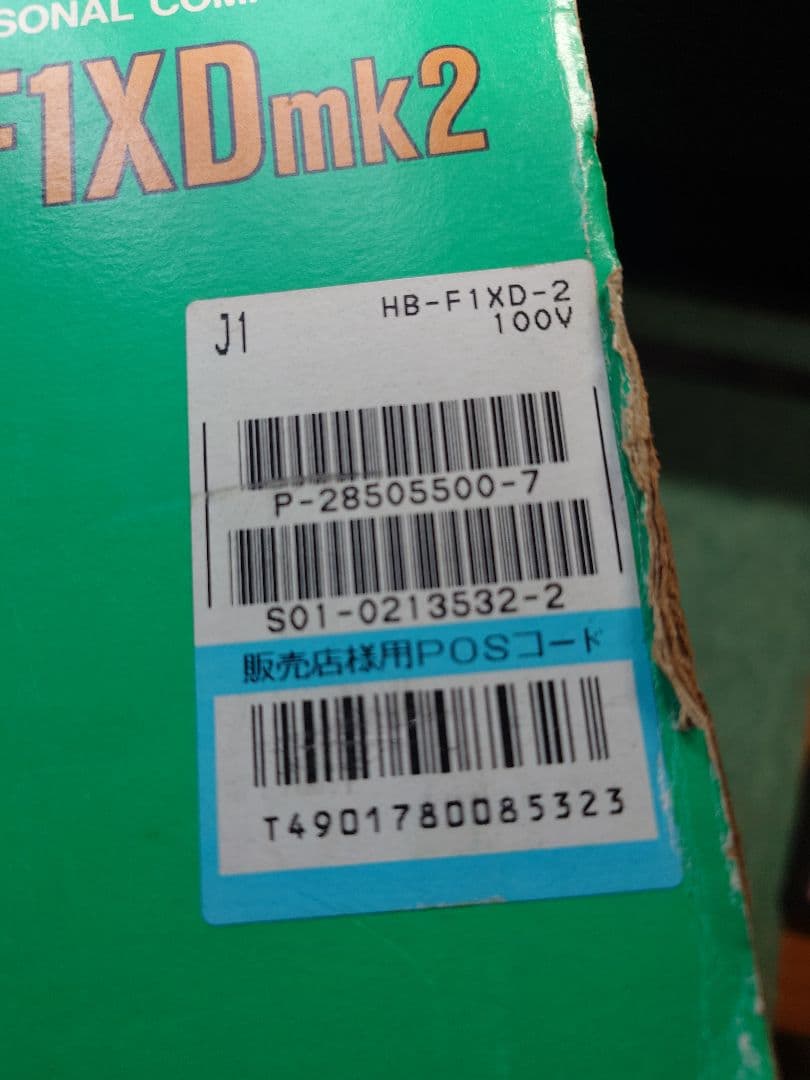 SONAL COM
F1XDmk2
J1
HB-F1XD-2
100V
P-28505500-7
S01-0213532-2
販売店様用POSコード
T4901780085323